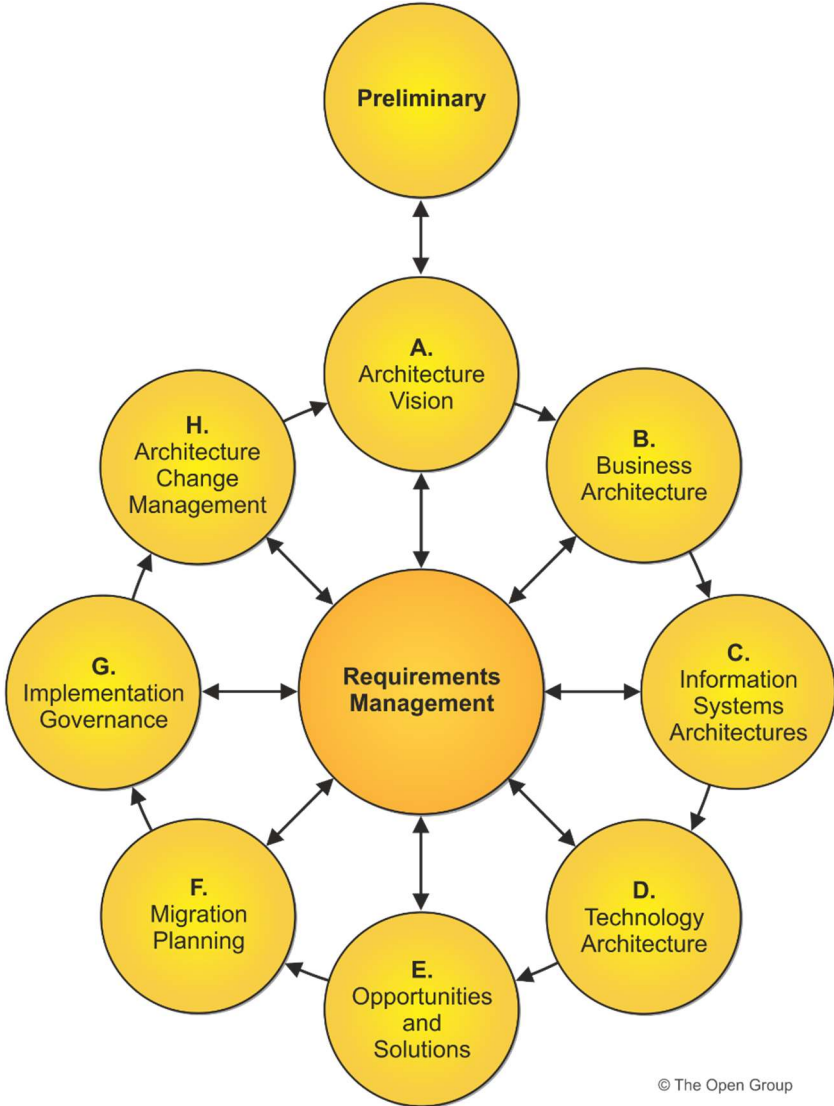 Preliminary
A.
Architecture
Vision
B.
Business
Architecture
C.
Information
Systems
Architectures
D.
Technology
Architecture
E.
Opportunities
and
Solutions
F.
Migration
Planning
G.
Implementation
Governance
H.
Architecture
Change
Management
Requirements
Management
© The Open Group